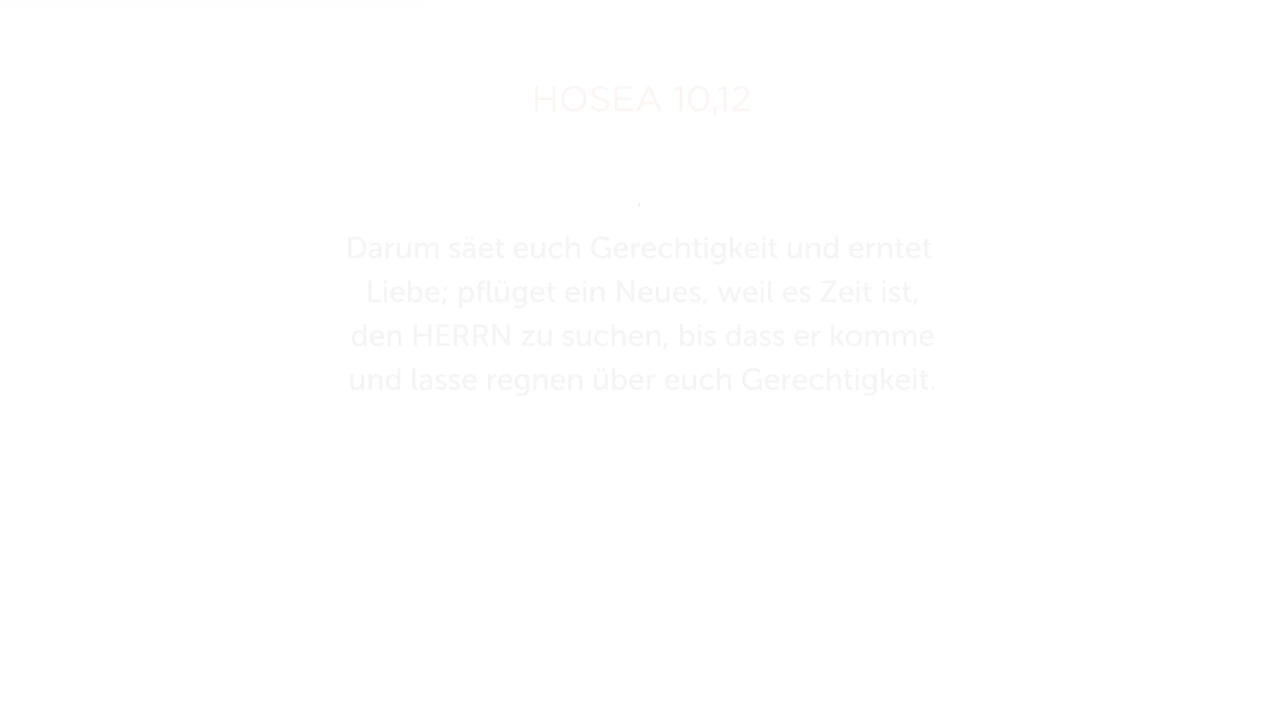 HOSEA 10,12
Darum säet euch Gerechtigkeit und erntet
Liebe; pflüget ein Neues, weil es Zeit ist,
den HERRN zu suchen, bis dass er komme
und lasse regnen über euch Gerechtigkeit.